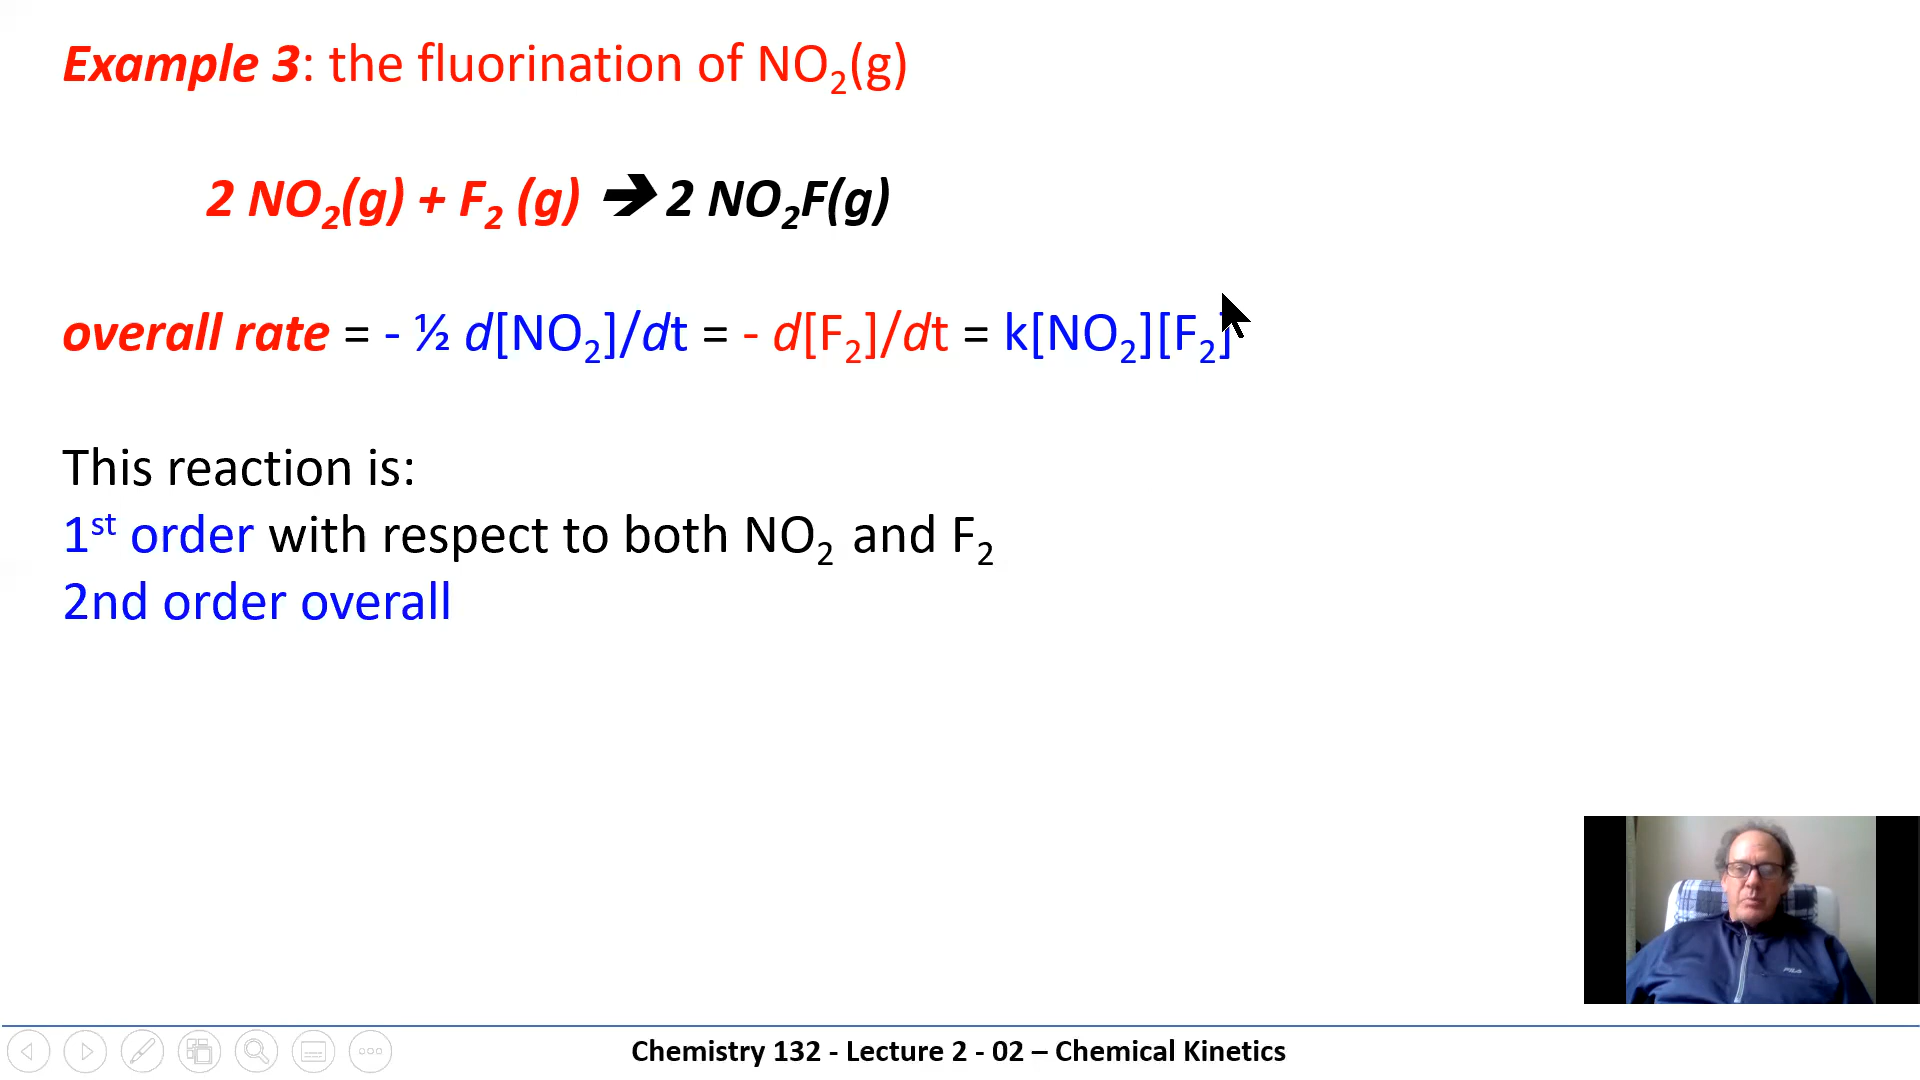 Example 3: the fluorination of NO₂(g)
2 NO₂(g) + F₂ (g) ➔ 2 NO₂F(g)
overall rate = - ½ d[NO₂]/dt = - d[F₂]/dt = k[NO₂][F₂]
This reaction is:
1ˢᵗ order with respect to both NO₂ and F₂
2nd order overall
FILA
Chemistry 132 - Lecture 2 - 02 – Chemical Kinetics